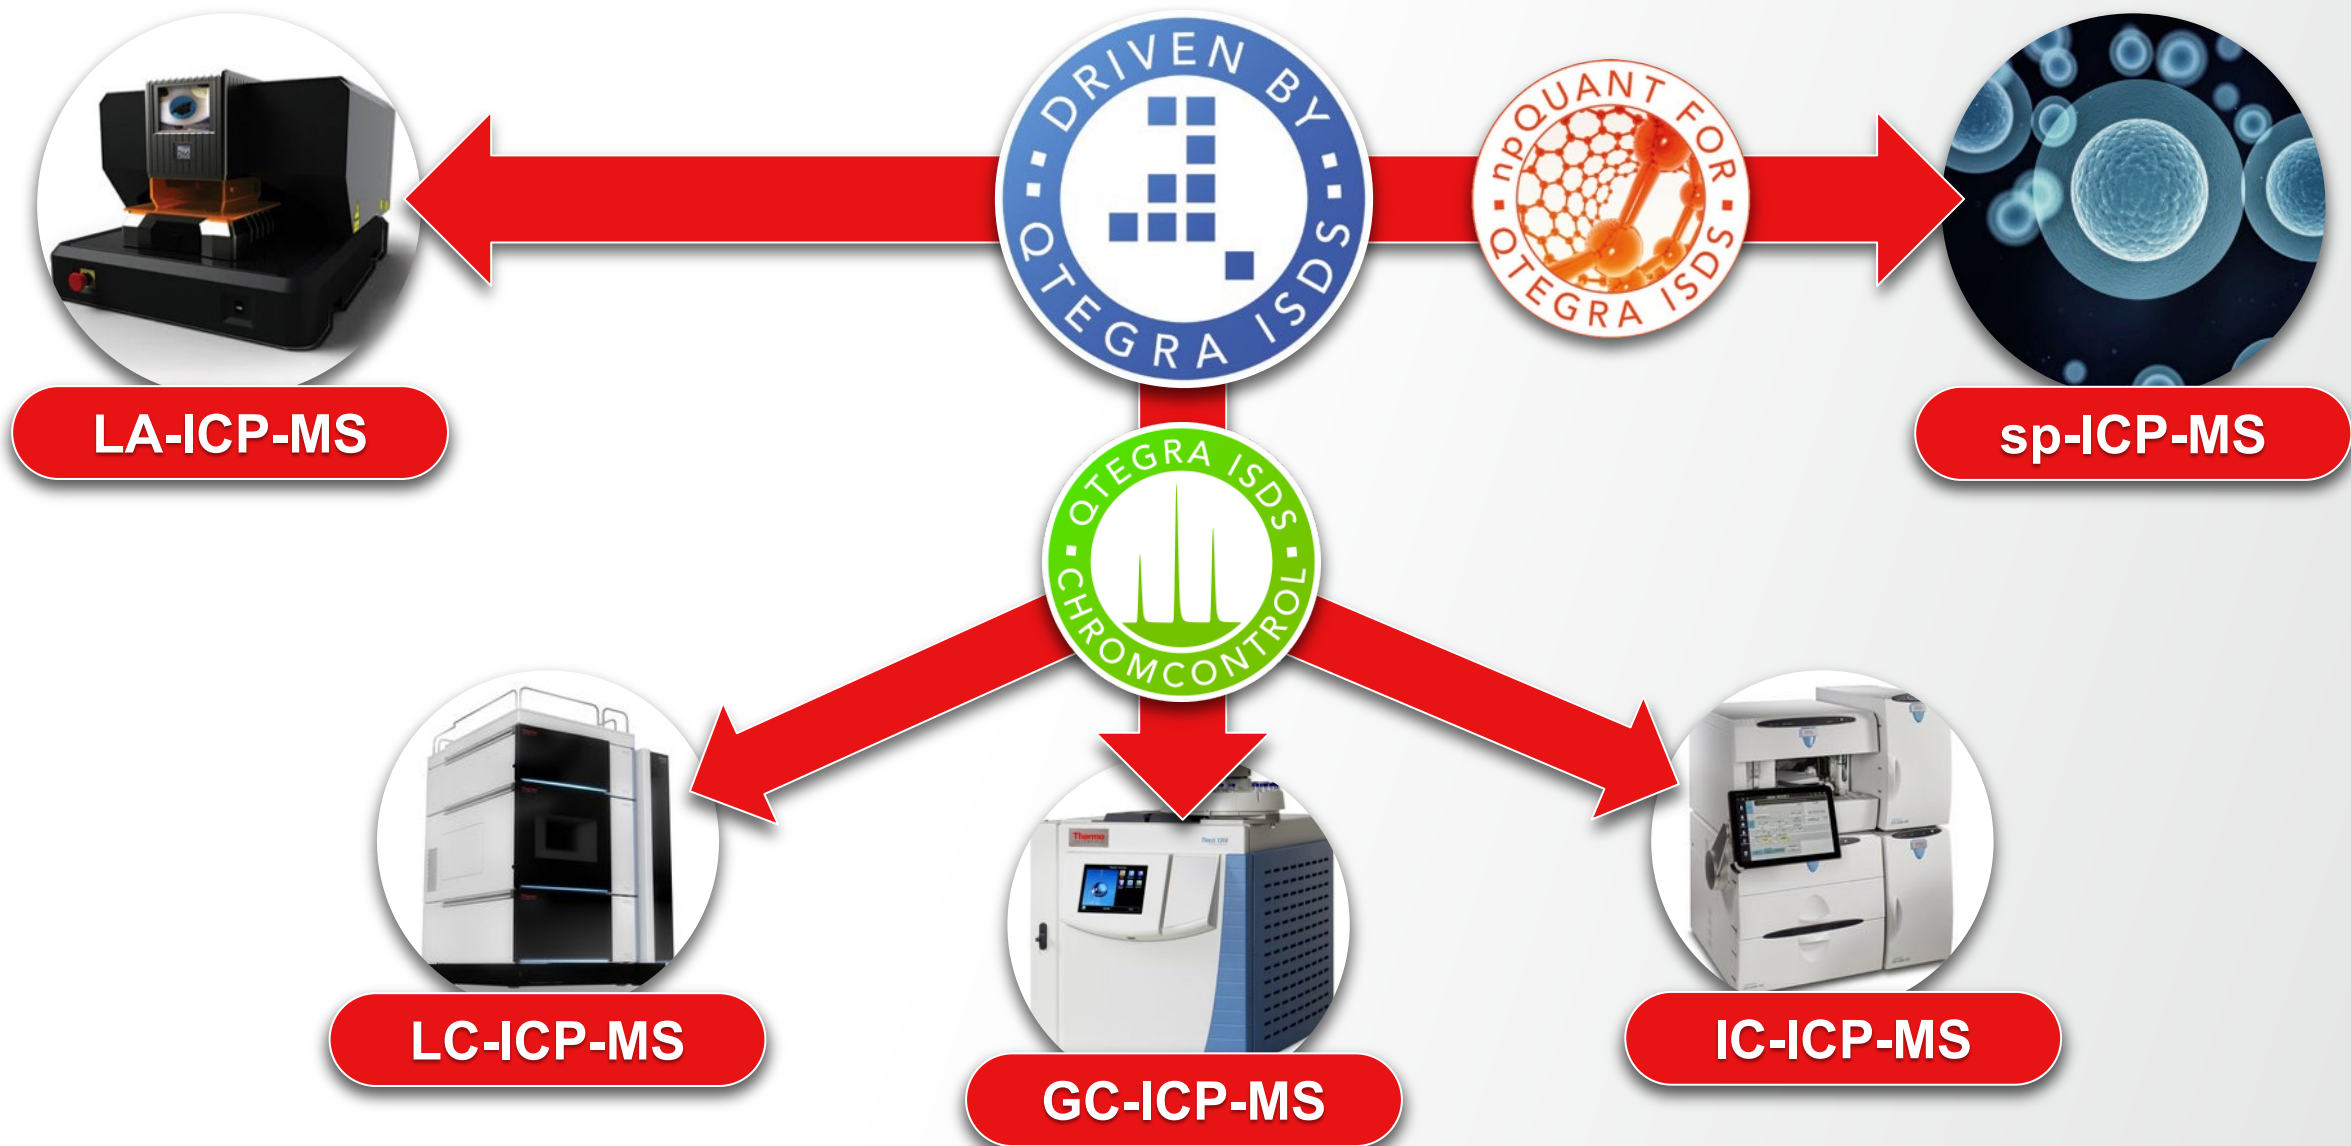 DRIVEN BY
QTEGRA ISDS
npQUANT FOR
QTEGRA ISDS
LA-ICP-MS
sp-ICP-MS
QTEGRA ISDS
CHROMCONTROL
Thermo
LC-ICP-MS
GC-ICP-MS
IC-ICP-MS